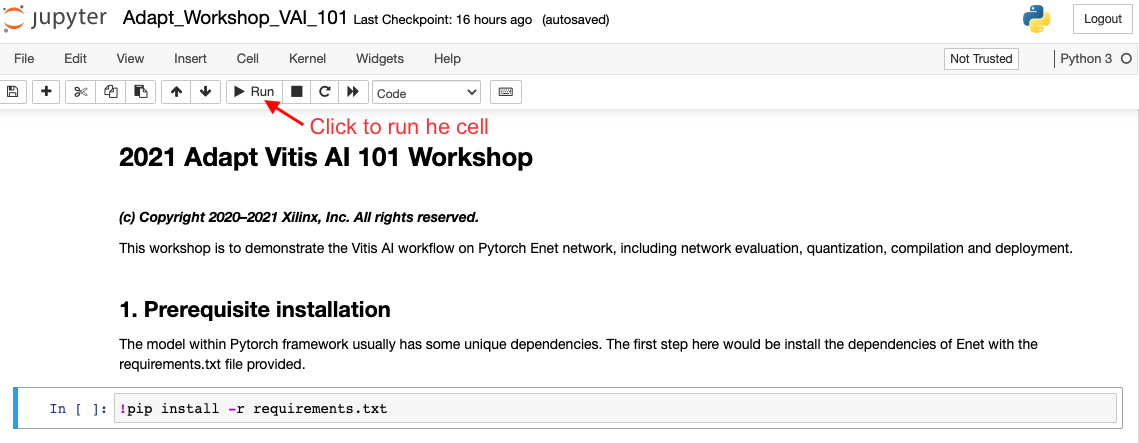 jupyter Adapt_Workshop_VAI_101 Last Checkpoint: 16 hours ago (autosaved) Logout
File Edit View Insert Cell Kernel Widgets Help Not Trusted Python 3
Run Code
Click to run he cell
2021 Adapt Vitis AI 101 Workshop
(c) Copyright 2020–2021 Xilinx, Inc. All rights reserved.
This workshop is to demonstrate the Vitis AI workflow on Pytorch Enet network, including network evaluation, quantization, compilation and deployment.
1. Prerequisite installation
The model within Pytorch framework usually has some unique dependencies. The first step here would be install the dependencies of Enet with the
requirements.txt file provided.
In [ ]: !pip install -r requirements.txt